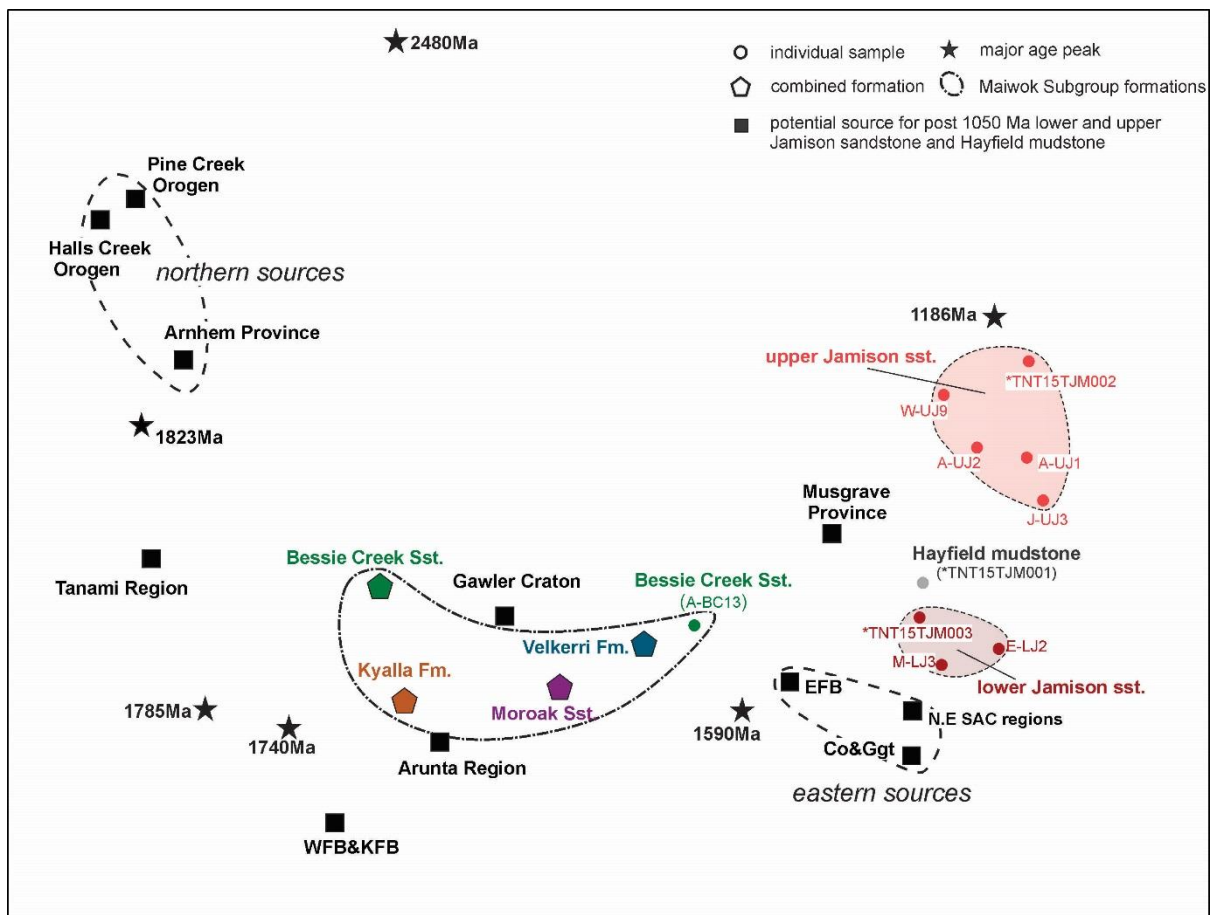 2480Ma
individual sample
major age peak
combined formation
Maiwok Subgroup formations
potential source for post 1050 Ma lower and upper
Jamison sandstone and Hayfield mudstone
Pine Creek
Orogen
Halls Creek
Orogen
northern sources
Arnhem Province
1823Ma
1186Ma
upper Jamison sst.
*TNT15TJM002
W-UJ9
A-UJ2
A-UJ1
J-UJ3
Musgrave
Province
Tanami Region
Bessie Creek Sst.
Gawler Craton
Bessie Creek Sst.
(A-BC13)
Hayfield mudstone
(*TNT15TJM001)
*TNT15TJM003
E-LJ2
M-LJ3
lower Jamison sst.
Velkerri Fm.
Kyalla Fm.
Moroak Sst.
1785Ma
1740Ma
Arunta Region
1590Ma
EFB
N.E SAC regions
Co&Ggt
eastern sources
WFB&KFB